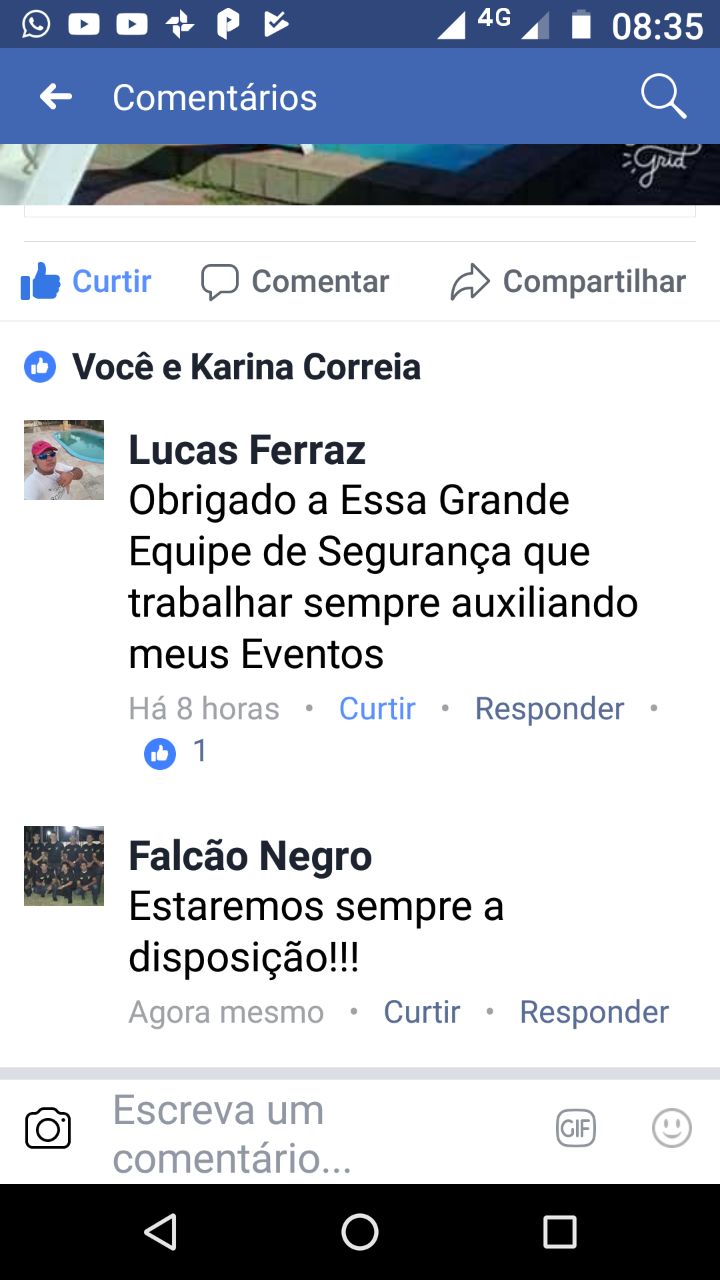 4G 08:35
Comentários
Grid
Curtir Comentar Compartilhar
Você e Karina Correia
Lucas Ferraz
Obrigado a Essa Grande
Equipe de Segurança que
trabalhar sempre auxiliando
meus Eventos
Há 8 horas • Curtir • Responder •
1
Falcão Negro
Estaremos sempre a
disposição!!!
Agora mesmo • Curtir • Responder
Escreva um
comentário...
GIF